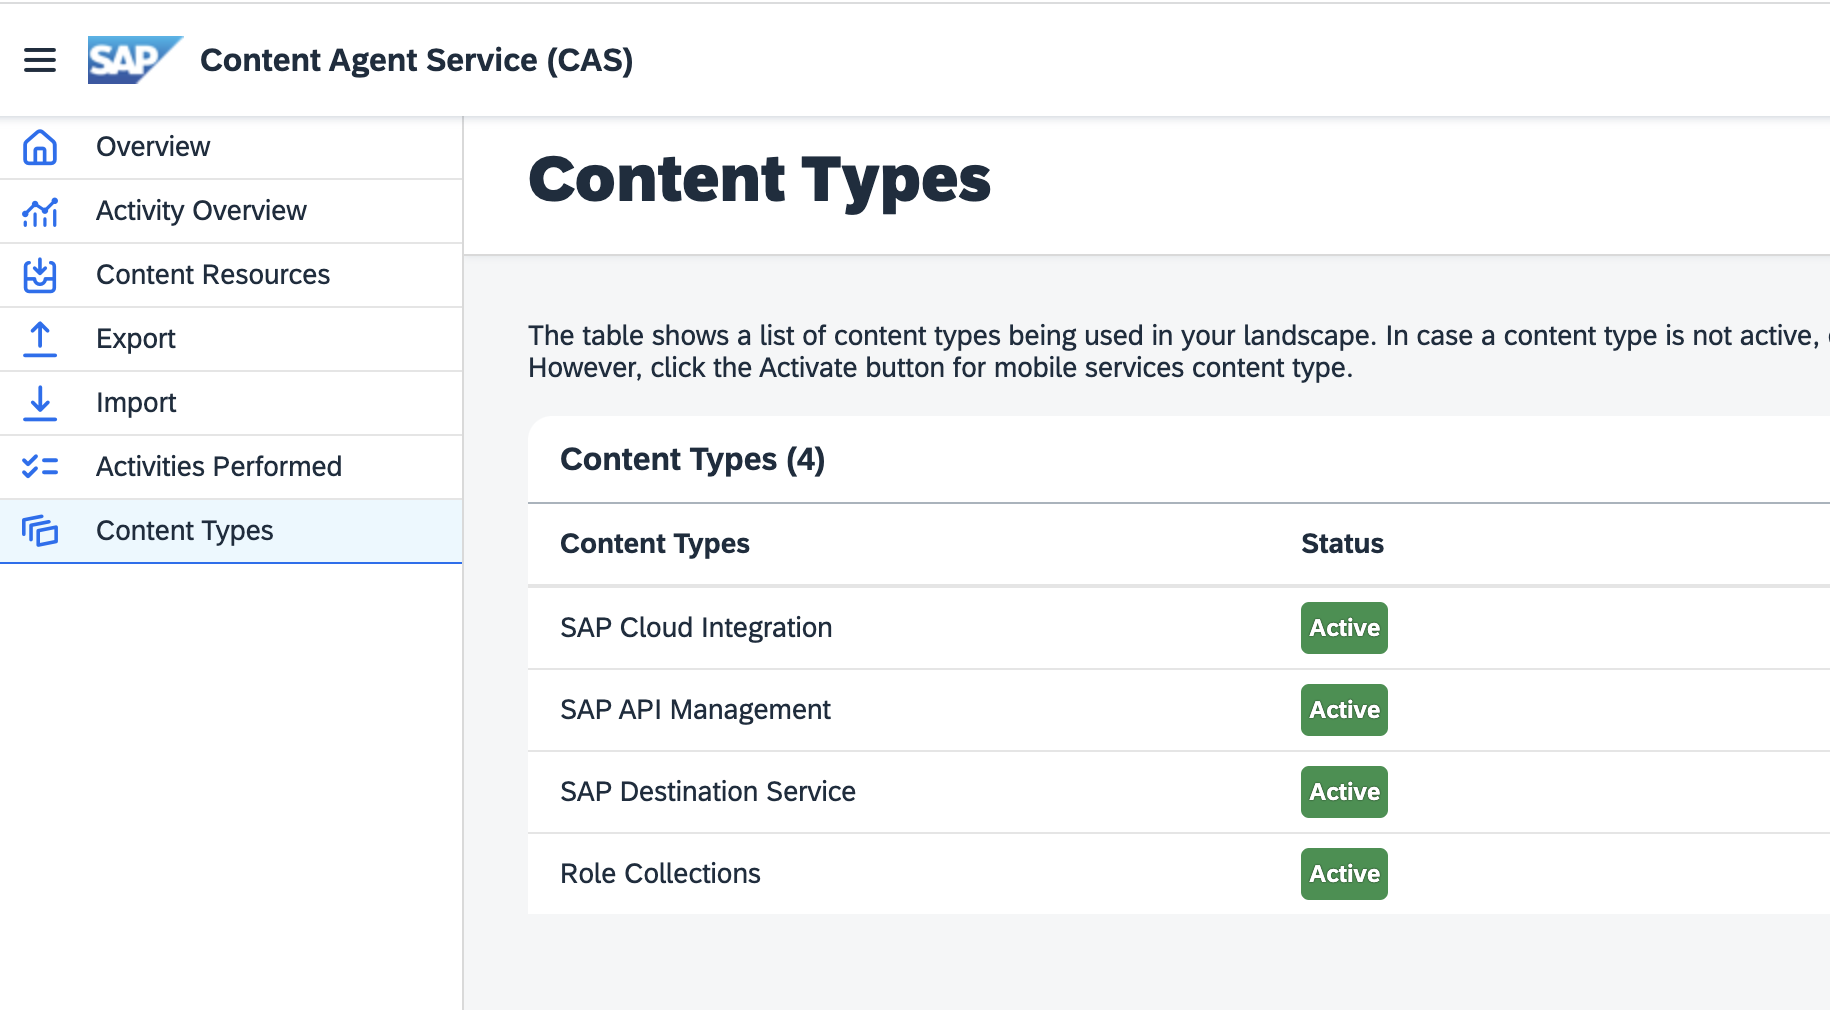 SAP Content Agent Service (CAS)
Overview
Activity Overview
Content Resources
Export
Import
Activities Performed
Content Types
Content Types
The table shows a list of content types being used in your landscape. In case a content type is not active,
However, click the Activate button for mobile services content type.
Content Types (4)
Content Types Status
SAP Cloud Integration Active
SAP API Management Active
SAP Destination Service Active
Role Collections Active